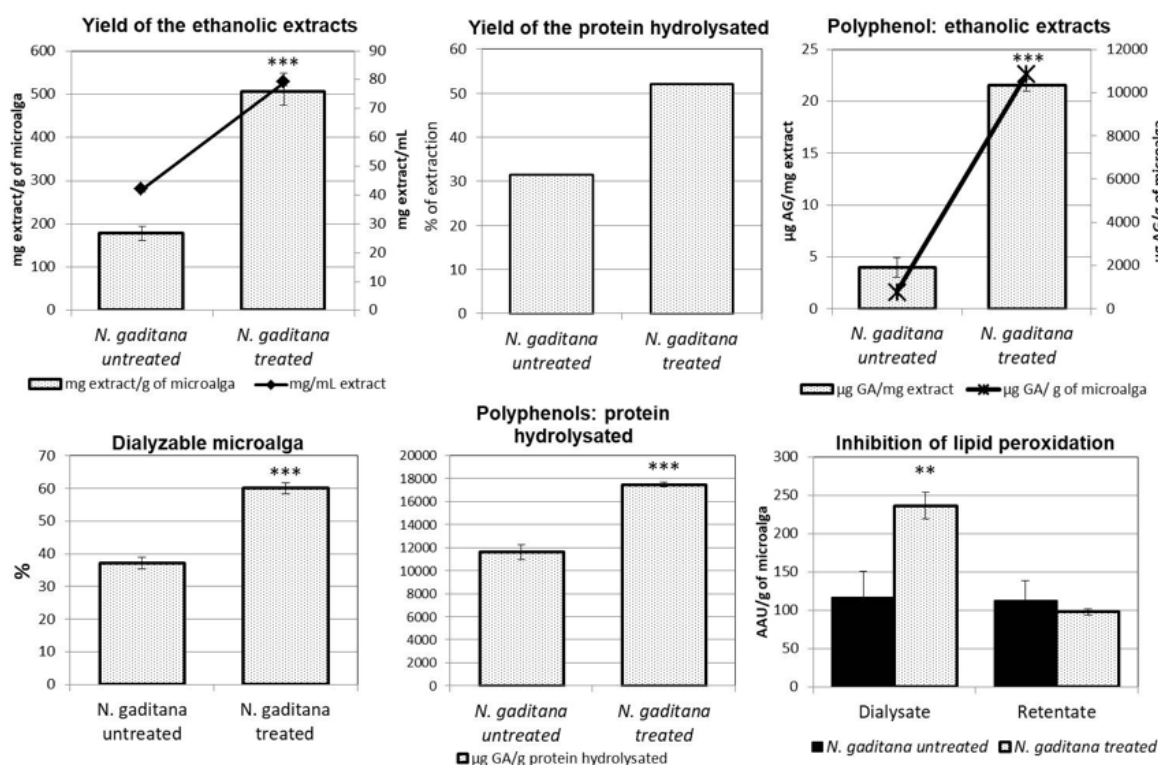 Yield of the ethanolic extracts
600
500
400
300
200
100
0
mg extract/g of microalga
90
80
70
60
50
40
30
20
10
0
mg extract/mL
***
N. gaditana untreated
N. gaditana treated
mg extract/g of microalga
mg/mL extract
Yield of the protein hydrolysated
60
50
40
30
20
10
0
% of extraction
N. gaditana untreated
N. gaditana treated
Polyphenol: ethanolic extracts
25
20
15
10
5
0
µg AG/mg extract
12000
10000
8000
6000
4000
2000
0
µg AG/g of microalga
***
N. gaditana untreated
N. gaditana treated
µg GA/mg extract
µg GA/ g of microalga
Dialyzable microalga
70
60
50
40
30
20
10
0
%
***
N. gaditana untreated
N. gaditana treated
Polyphenols: protein
hydrolysated
20000
18000
16000
14000
12000
10000
8000
6000
4000
2000
0
***
N. gaditana untreated
N. gaditana treated
µg GA/g protein hydrolysated
Inhibition of lipid peroxidation
300
250
200
150
100
50
0
AAU/g of microalga
**
Dialysate
Retentate
N. gaditana untreated
N. gaditana treated